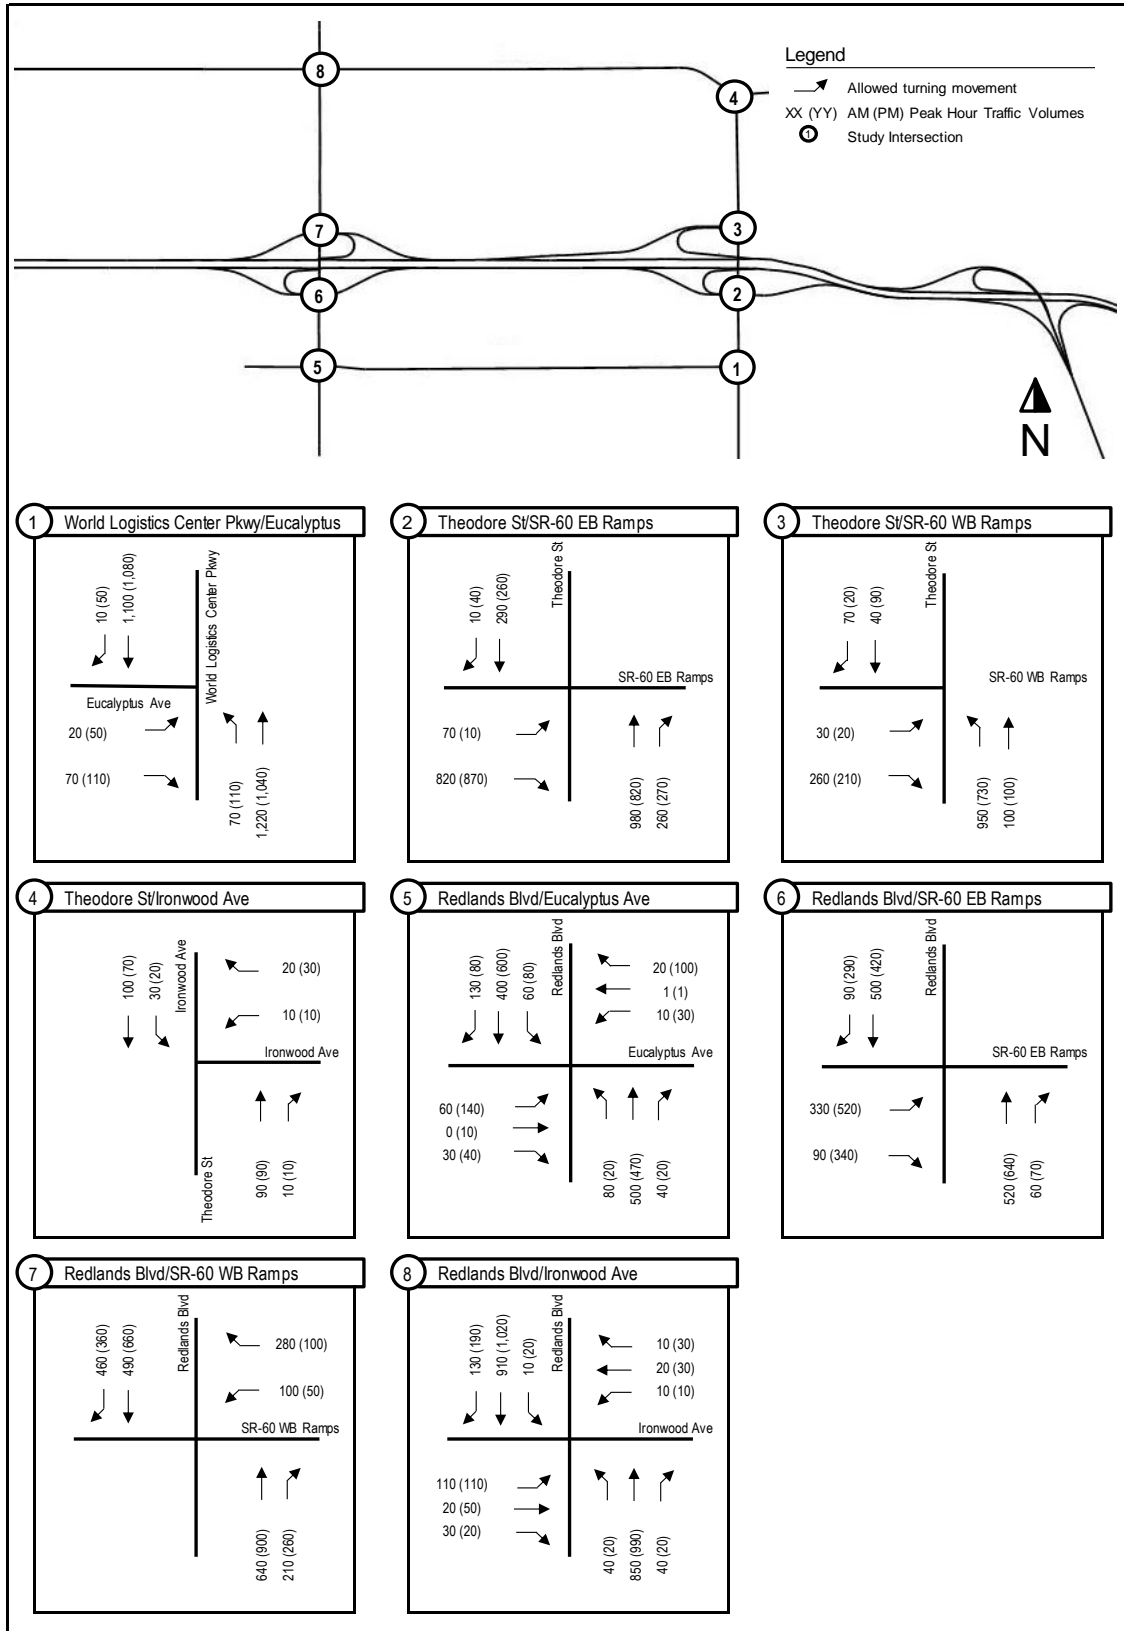 Legend
Allowed turning movement
XX (YY) AM (PM) Peak Hour Traffic Volumes
1 Study Intersection
8
4
7
3
6
2
5
1
N
1 World Logistics Center Pkwy/Eucalyptus
10 (50)
1,100 (1,080)
World Logistics Center Pkwy
Eucalyptus Ave
20 (50)
70 (110)
70 (110)
1,220 (1,040)
2 Theodore St/SR-60 EB Ramps
10 (40)
290 (260)
Theodore St
SR-60 EB Ramps
70 (10)
820 (870)
980 (820)
260 (270)
3 Theodore St/SR-60 WB Ramps
70 (20)
40 (90)
Theodore St
SR-60 WB Ramps
30 (20)
260 (210)
950 (730)
100 (100)
4 Theodore St/Ironwood Ave
100 (70)
30 (20)
Ironwood Ave
20 (30)
10 (10)
Ironwood Ave
Theodore St
90 (90)
10 (10)
5 Redlands Blvd/Eucalyptus Ave
130 (80)
400 (600)
60 (80)
Redlands Blvd
20 (100)
1 (1)
10 (30)
Eucalyptus Ave
60 (140)
0 (10)
30 (40)
80 (20)
500 (470)
40 (20)
6 Redlands Blvd/SR-60 EB Ramps
90 (290)
500 (420)
Redlands Blvd
SR-60 EB Ramps
330 (520)
90 (340)
520 (640)
60 (70)
7 Redlands Blvd/SR-60 WB Ramps
460 (360)
490 (660)
Redlands Blvd
280 (100)
100 (50)
SR-60 WB Ramps
640 (900)
210 (260)
8 Redlands Blvd/Ironwood Ave
130 (190)
910 (1,020)
10 (20)
Redlands Blvd
10 (30)
20 (30)
10 (10)
Ironwood Ave
110 (110)
20 (50)
30 (20)
40 (20)
850 (990)
40 (20)